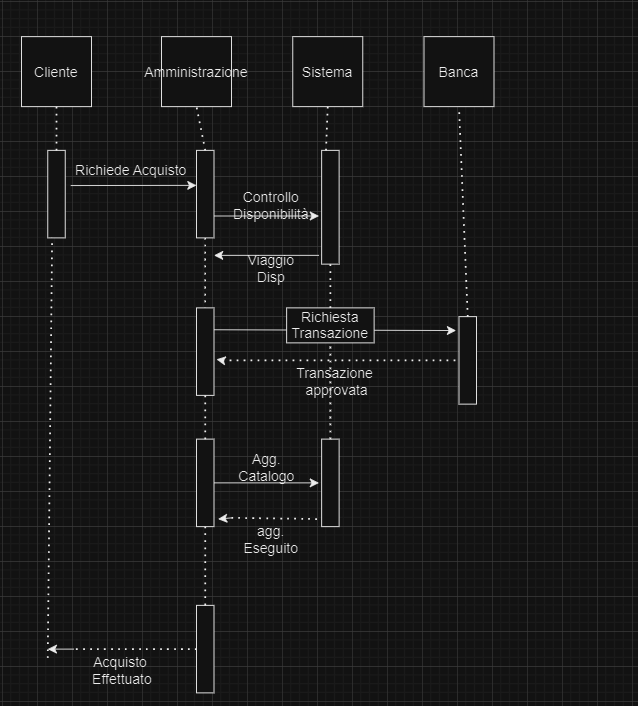 Cliente
Amministrazione
Sistema
Banca
Richiede Acquisto
Controllo
Disponibilità
Viaggio
Disp
Richiesta
Transazione
Transazione
approvata
Agg.
Catalogo
agg.
Eseguito
Acquisto
Effettuato